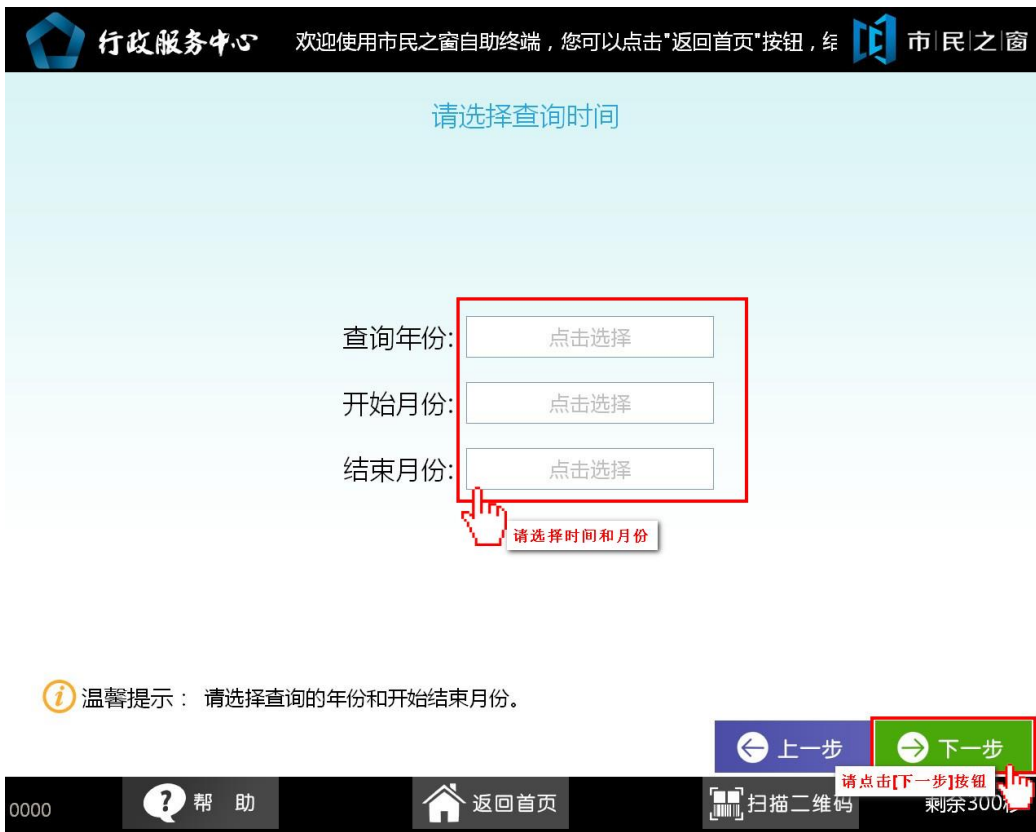 行政服务中心
欢迎使用市民之窗自助终端，您可以点击"返回首页"按钮，结
市民之窗
请选择查询时间
查询年份: 点击选择
开始月份: 点击选择
结束月份: 点击选择
请选择时间和月份
温馨提示： 请选择查询的年份和开始结束月份。
上一步
下一步
请点击[下一步]按钮
0000
帮 助
返回首页
扫描二维码
剩余300